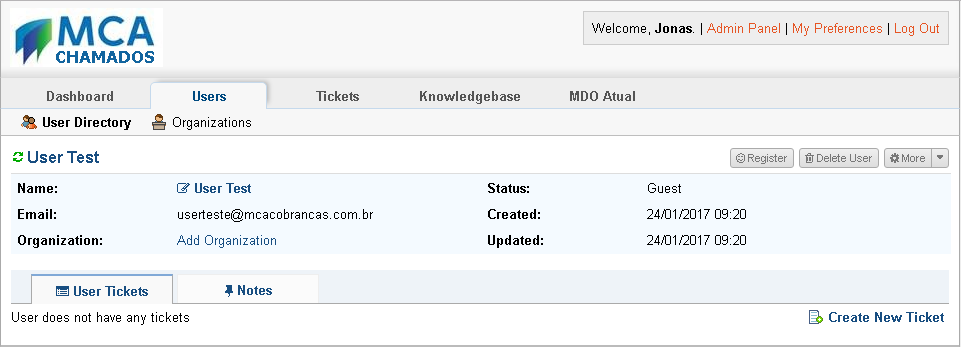 MCA
CHAMADOS
Welcome, Jonas. | Admin Panel | My Preferences | Log Out
Dashboard Users Tickets Knowledgebase MDO Atual
User Directory Organizations
User Test
Register Delete User More
Name: User Test Status: Guest
Email: userteste@mcacobrancas.com.br Created: 24/01/2017 09:20
Organization: Add Organization Updated: 24/01/2017 09:20
User Tickets Notes
User does not have any tickets Create New Ticket